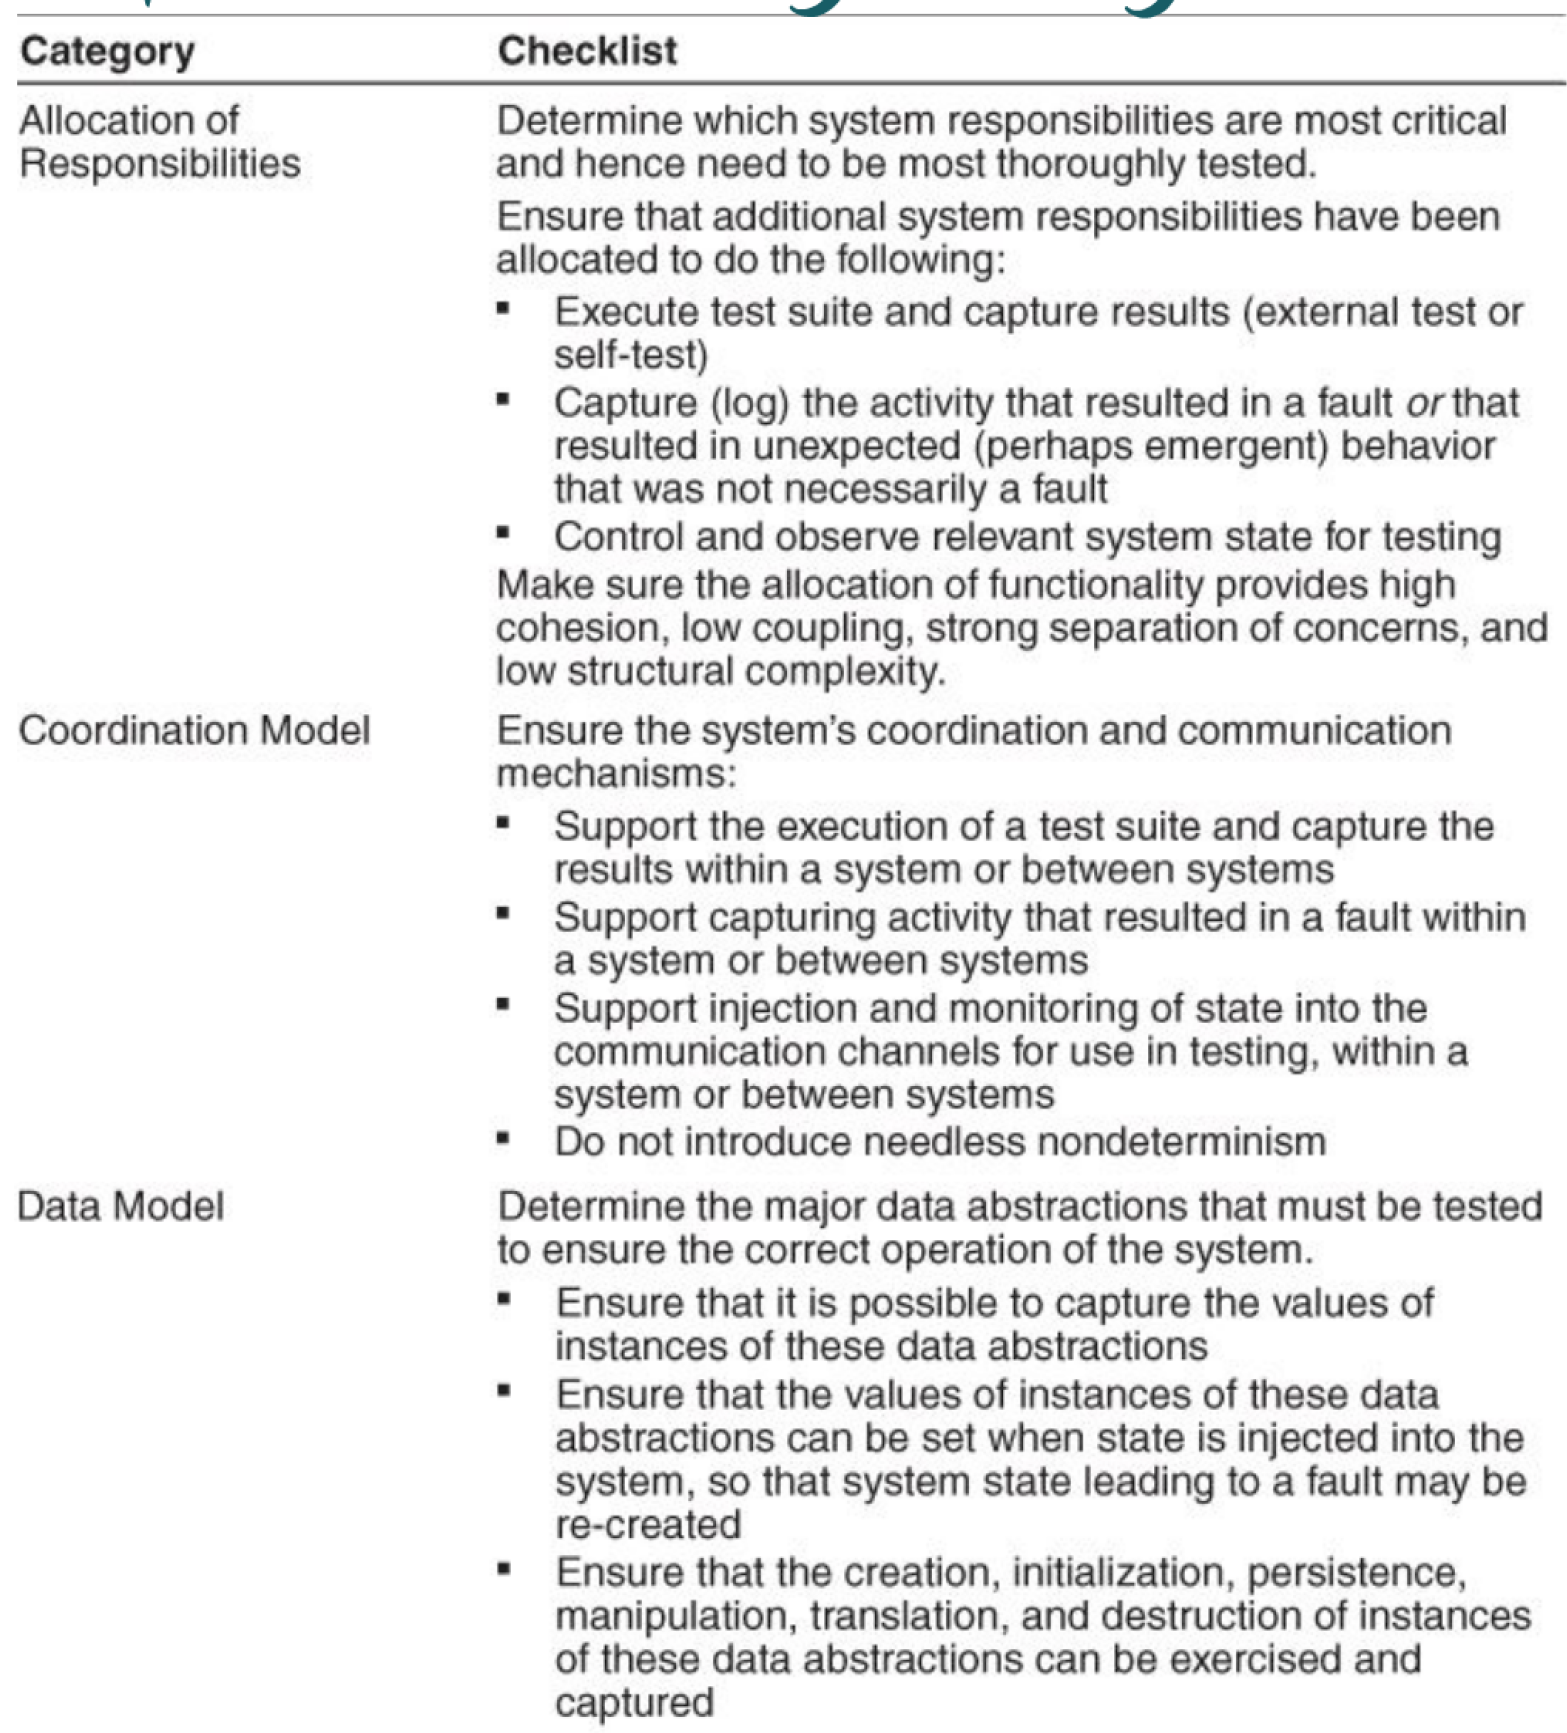 Category Checklist
Allocation of Responsibilities
Determine which system responsibilities are most critical
and hence need to be most thoroughly tested.
Ensure that additional system responsibilities have been
allocated to do the following:
▪ Execute test suite and capture results (external test or
self-test)
▪ Capture (log) the activity that resulted in a fault or that
resulted in unexpected (perhaps emergent) behavior
that was not necessarily a fault
▪ Control and observe relevant system state for testing
Make sure the allocation of functionality provides high
cohesion, low coupling, strong separation of concerns, and
low structural complexity.
Coordination Model
Ensure the system's coordination and communication
mechanisms:
▪ Support the execution of a test suite and capture the
results within a system or between systems
▪ Support capturing activity that resulted in a fault within
a system or between systems
▪ Support injection and monitoring of state into the
communication channels for use in testing, within a
system or between systems
▪ Do not introduce needless nondeterminism
Data Model
Determine the major data abstractions that must be tested
to ensure the correct operation of the system.
▪ Ensure that it is possible to capture the values of
instances of these data abstractions
▪ Ensure that the values of instances of these data
abstractions can be set when state is injected into the
system, so that system state leading to a fault may be
re-created
▪ Ensure that the creation, initialization, persistence,
manipulation, translation, and destruction of instances
of these data abstractions can be exercised and
captured